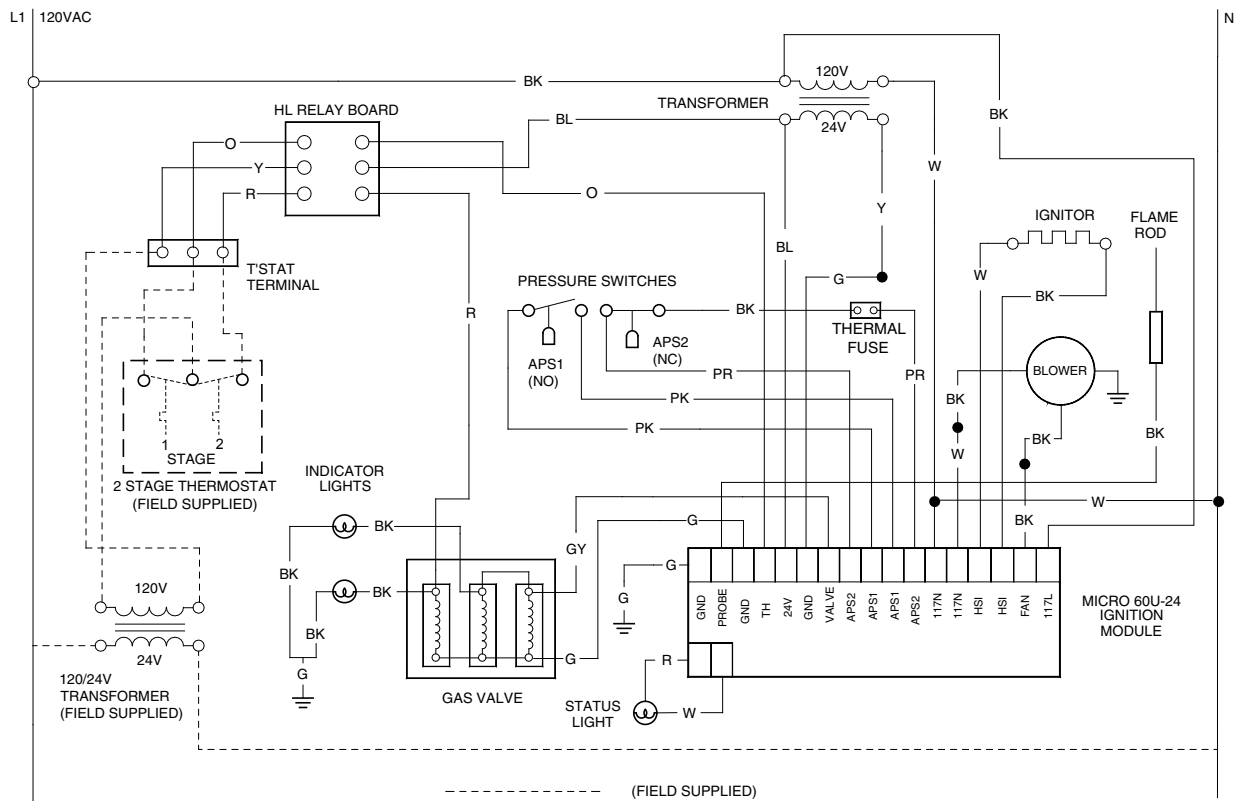 L1 120VAC
N
BK
120V
TRANSFORMER
24V
BK
HL RELAY BOARD
BL
O
Y
R
O
W
Y
BL
IGNITOR
FLAME
ROD
T'STAT
TERMINAL
W
BK
G
PRESSURE SWITCHES
R
BK
THERMAL
FUSE
APS1
(NO)
APS2
(NC)
BLOWER
PR
PR
PK
BK
PK
BK
BK
W
1
2
STAGE
2 STAGE THERMOSTAT
(FIELD SUPPLIED)
INDICATOR
LIGHTS
BK
G
GY
BK
W
BK
BK
BK
G
G
GND
PROBE
GND
TH
24V
GND
VALVE
APS2
APS1
APS1
APS2
117N
117N
HSI
HSI
FAN
117L
MICRO 60U-24
IGNITION
MODULE
120V
24V
G
G
R
GAS VALVE
STATUS
LIGHT
W
120/24V
TRANSFORMER
(FIELD SUPPLIED)
(FIELD SUPPLIED)